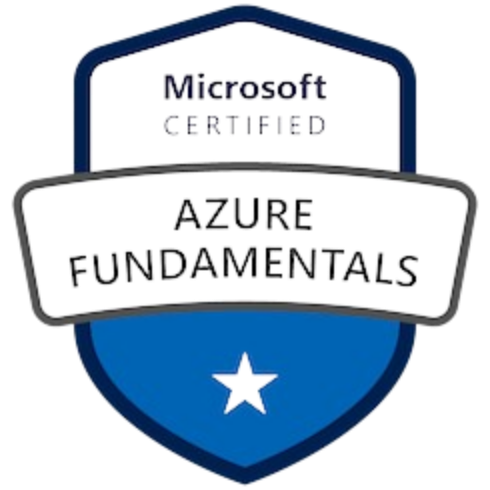 Microsoft
CERTIFIED
AZURE
FUNDAMENTALS